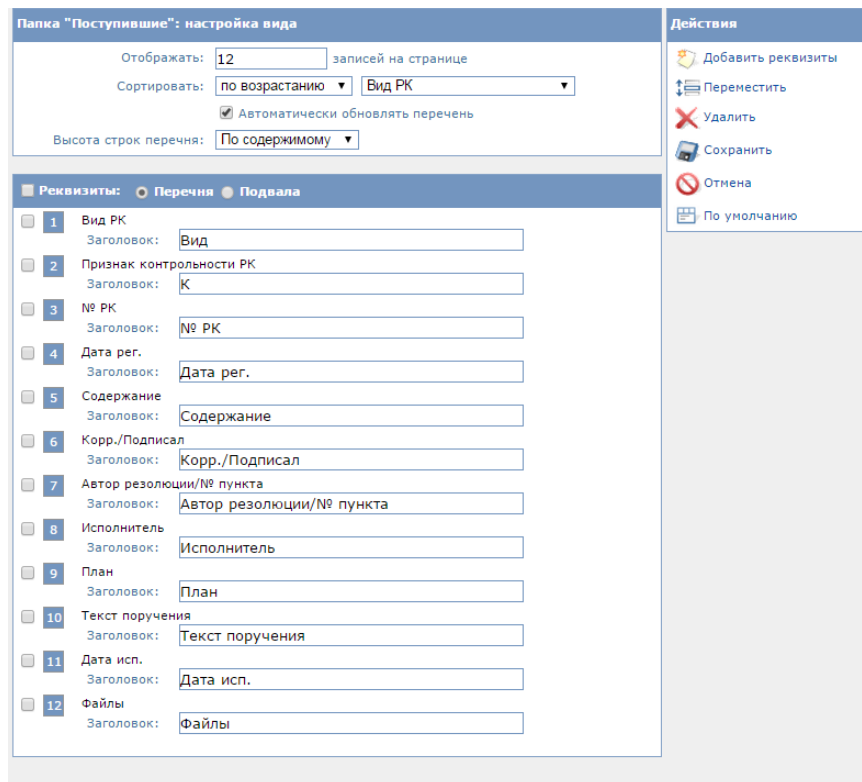 Папка "Поступившие": настройка вида
Отображать: 12 записей на странице
Сортировать: по возрастанию Вид РК
Автоматически обновлять перечень
Высота строк перечня: По содержимому
Реквизиты: Перечня Подвала
1 Вид РК
Заголовок: Вид
2 Признак контрольности РК
Заголовок: К
3 № РК
Заголовок: № РК
4 Дата рег.
Заголовок: Дата рег.
5 Содержание
Заголовок: Содержание
6 Корр./Подписал
Заголовок: Корр./Подписал
7 Автор резолюции/№ пункта
Заголовок: Автор резолюции/№ пункта
8 Исполнитель
Заголовок: Исполнитель
9 План
Заголовок: План
10 Текст поручения
Заголовок: Текст поручения
11 Дата исп.
Заголовок: Дата исп.
12 Файлы
Заголовок: Файлы
Действия
Добавить реквизиты
Переместить
Удалить
Сохранить
Отмена
По умолчанию